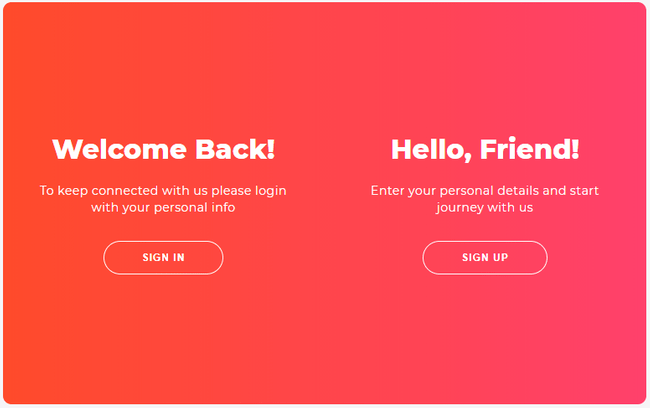 Welcome Back!
To keep connected with us please login
with your personal info
SIGN IN
Hello, Friend!
Enter your personal details and start
journey with us
SIGN UP